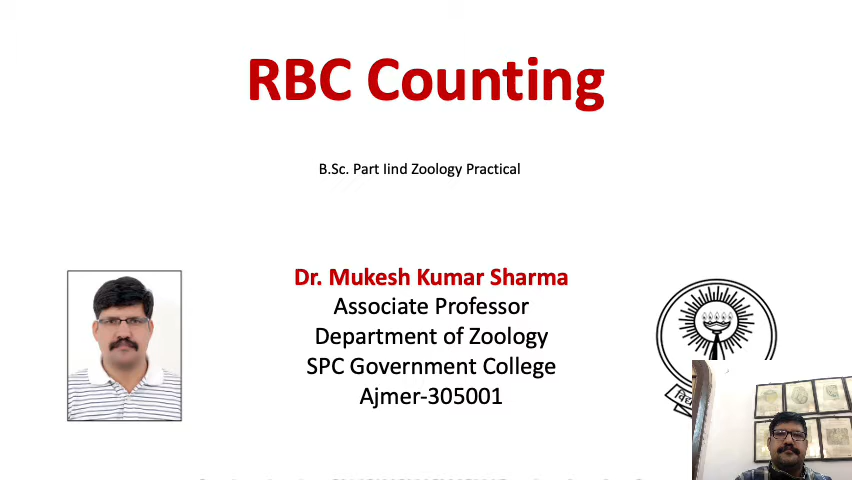 RBC Counting
B.Sc. Part Iind Zoology Practical
Dr. Mukesh Kumar Sharma
Associate Professor
Department of Zoology
SPC Government College
Ajmer-305001